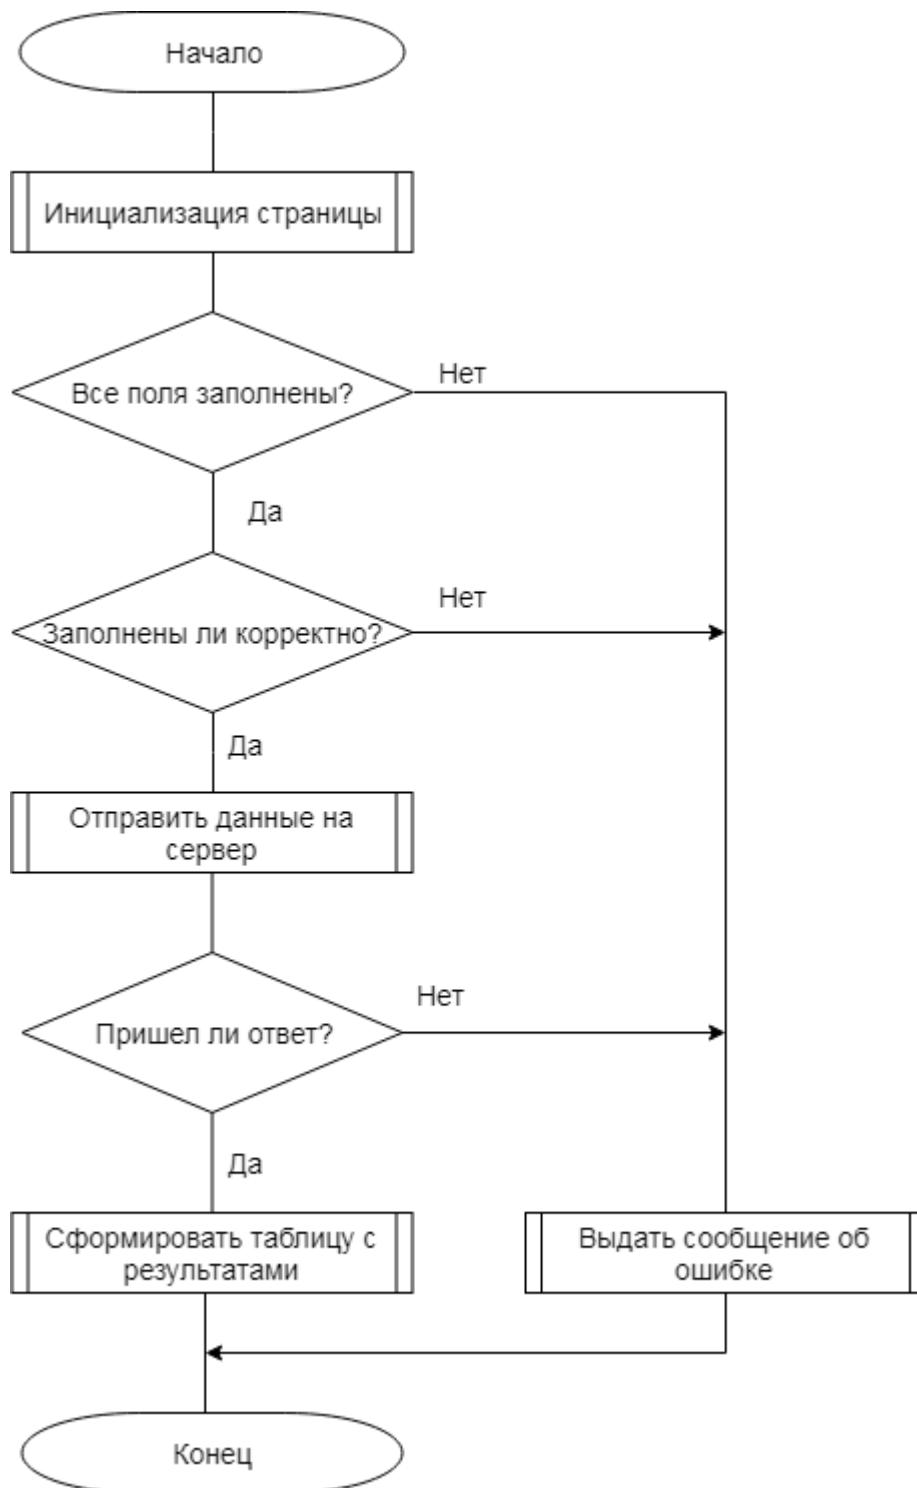 Начало
Инициализация страницы
Все поля заполнены?
Нет
Да
Заполнены ли корректно?
Нет
Да
Отправить данные на
сервер
Пришел ли ответ?
Нет
Да
Сформировать таблицу с
результатами
Выдать сообщение об
ошибке
Конец